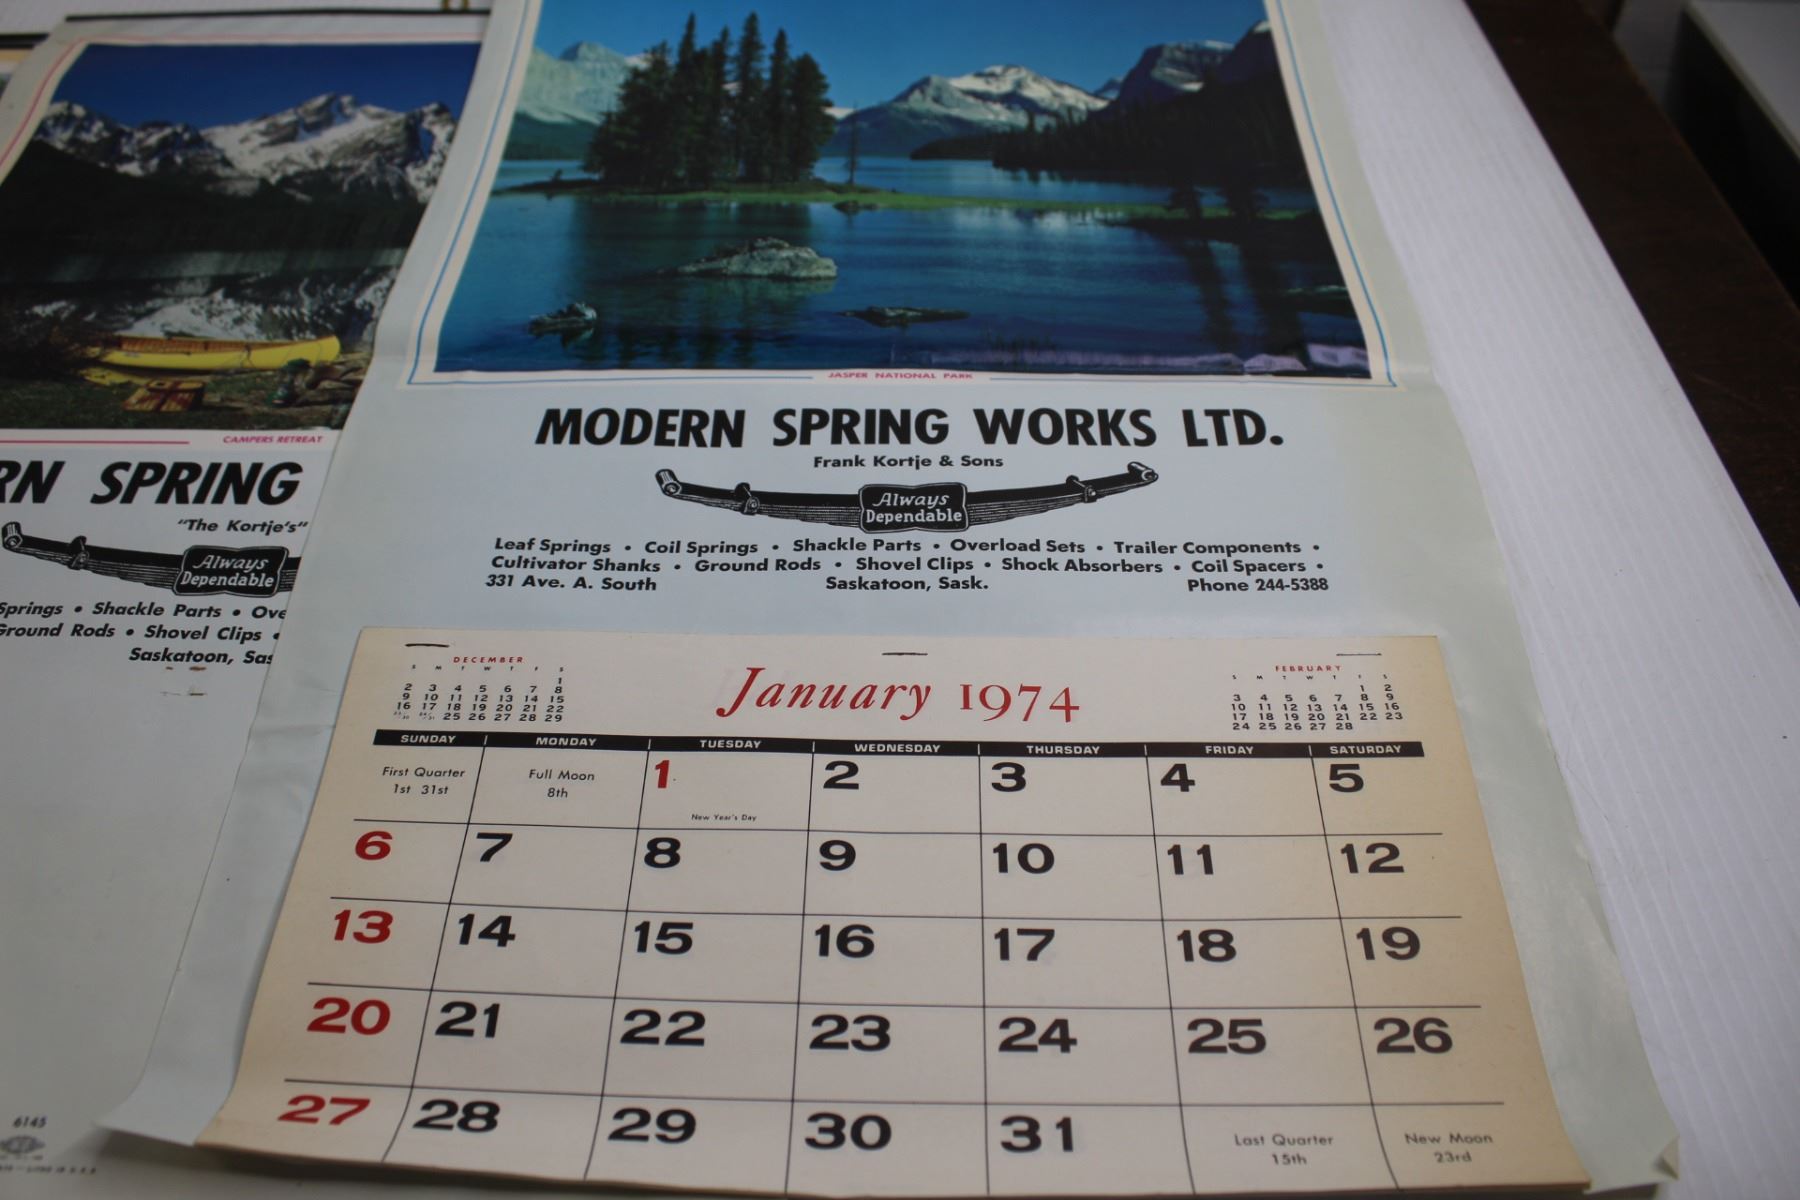 CAMPERS RETREAT
RN SPRING
"The Kortje's"
Always
Dependable
Springs • Shackle Parts • Ove
Ground Rods • Shovel Clips •
Saskatoon, Sas
6145
JASPER NATIONAL PARK
MODERN SPRING WORKS LTD.
Frank Kortje & Sons
Always
Dependable
Leaf Springs • Coil Springs • Shackle Parts • Overload Sets • Trailer Components •
Cultivator Shanks • Ground Rods • Shovel Clips • Shock Absorbers • Coil Spacers •
331 Ave. A. South Saskatoon, Sask. Phone 244-5388
DECEMBER
S M T W T F S
1
2 3 4 5 6 7 8
9 10 11 12 13 14 15
16 17 18 19 20 21 22
23/30 24/31 25 26 27 28 29
January 1974
FEBRUARY
S M T W T F S
1 2
3 4 5 6 7 8 9
10 11 12 13 14 15 16
17 18 19 20 21 22 23
24 25 26 27 28
SUNDAY MONDAY TUESDAY WEDNESDAY THURSDAY FRIDAY SATURDAY
First Quarter
1st 31st
Full Moon
8th
1 2 3 4 5
New Year's Day
6 7 8 9 10 11 12
13 14 15 16 17 18 19
20 21 22 23 24 25 26
27 28 29 30 31
Last Quarter
15th
New Moon
23rd